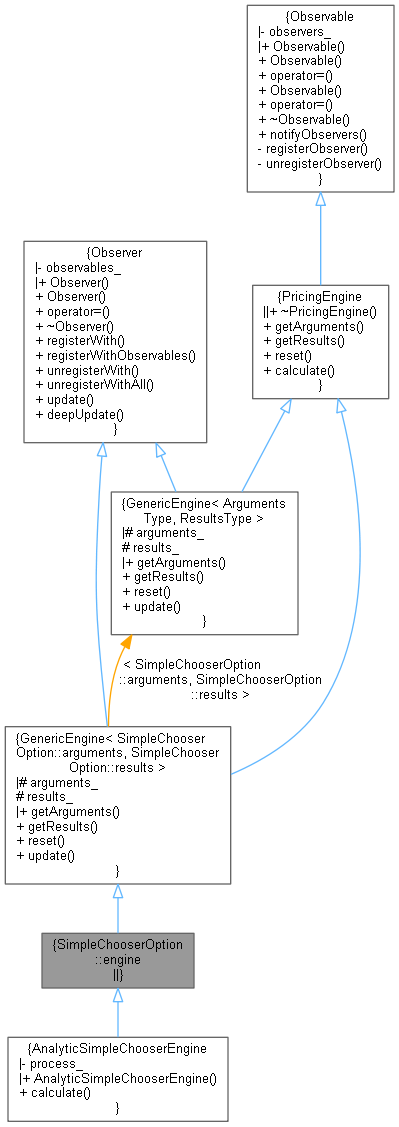 {Observable
|- observers_
|+ Observable()
+ Observable()
+ operator=()
+ Observable()
+ operator=()
+ ~Observable()
+ notifyObservers()
- registerObserver()
- unregisterObserver()
}
{Observer
|- observables_
|+ Observer()
+ Observer()
+ operator=()
+ ~Observer()
+ registerWith()
+ registerWithObservables()
+ unregisterWith()
+ unregisterWithAll()
+ update()
+ deepUpdate()
}
{PricingEngine
||+ ~PricingEngine()
+ getArguments()
+ getResults()
+ reset()
+ calculate()
}
{GenericEngine< Arguments
Type, ResultsType >
|# arguments_
# results_
|+ getArguments()
+ getResults()
+ reset()
+ update()
}
< SimpleChooserOption
::arguments, SimpleChooserOption
::results >
{GenericEngine< SimpleChooser
Option::arguments, SimpleChooser
Option::results >
|# arguments_
# results_
|+ getArguments()
+ getResults()
+ reset()
+ update()
}
{SimpleChooserOption
::engine
||}
{AnalyticSimpleChooserEngine
|- process_
|+ AnalyticSimpleChooserEngine()
+ calculate()
}